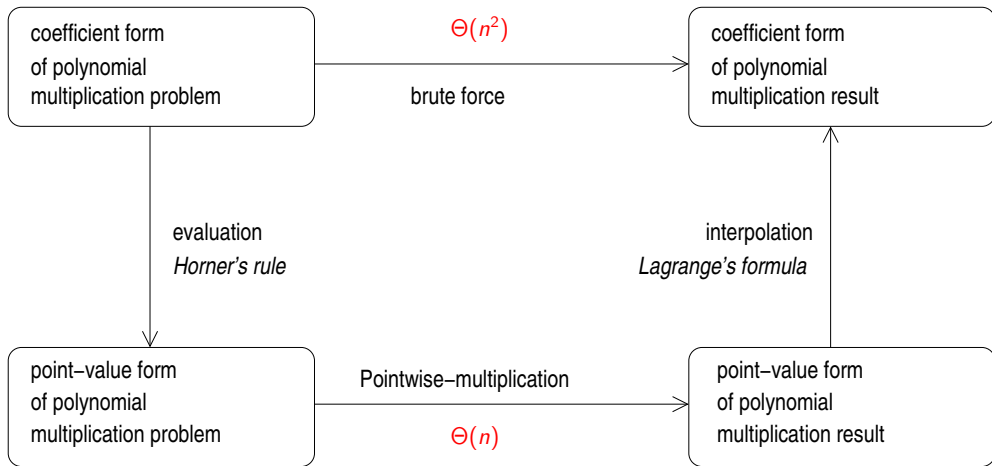 coefficient form
of polynomial
multiplication problem
Θ(n²)
brute force
coefficient form
of polynomial
multiplication result
evaluation
Horner's rule
interpolation
Lagrange's formula
point−value form
of polynomial
multiplication problem
Pointwise−multiplication
Θ(n)
point−value form
of polynomial
multiplication result